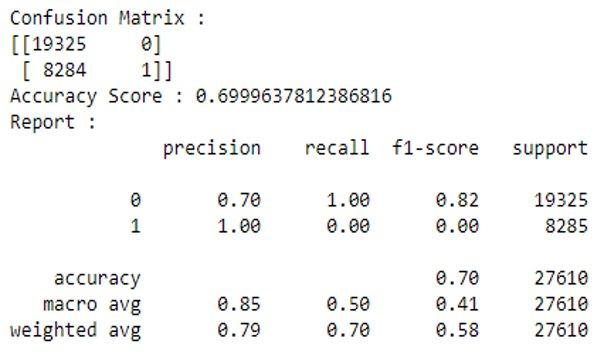 Confusion Matrix :
[[19325     0]
 [ 8284     1]]
Accuracy Score : 0.6999637812386816
Report :
              precision    recall  f1-score   support

           0       0.70      1.00      0.82     19325
           1       1.00      0.00      0.00      8285

    accuracy                           0.70     27610
   macro avg       0.85      0.50      0.41     27610
weighted avg       0.79      0.70      0.58     27610